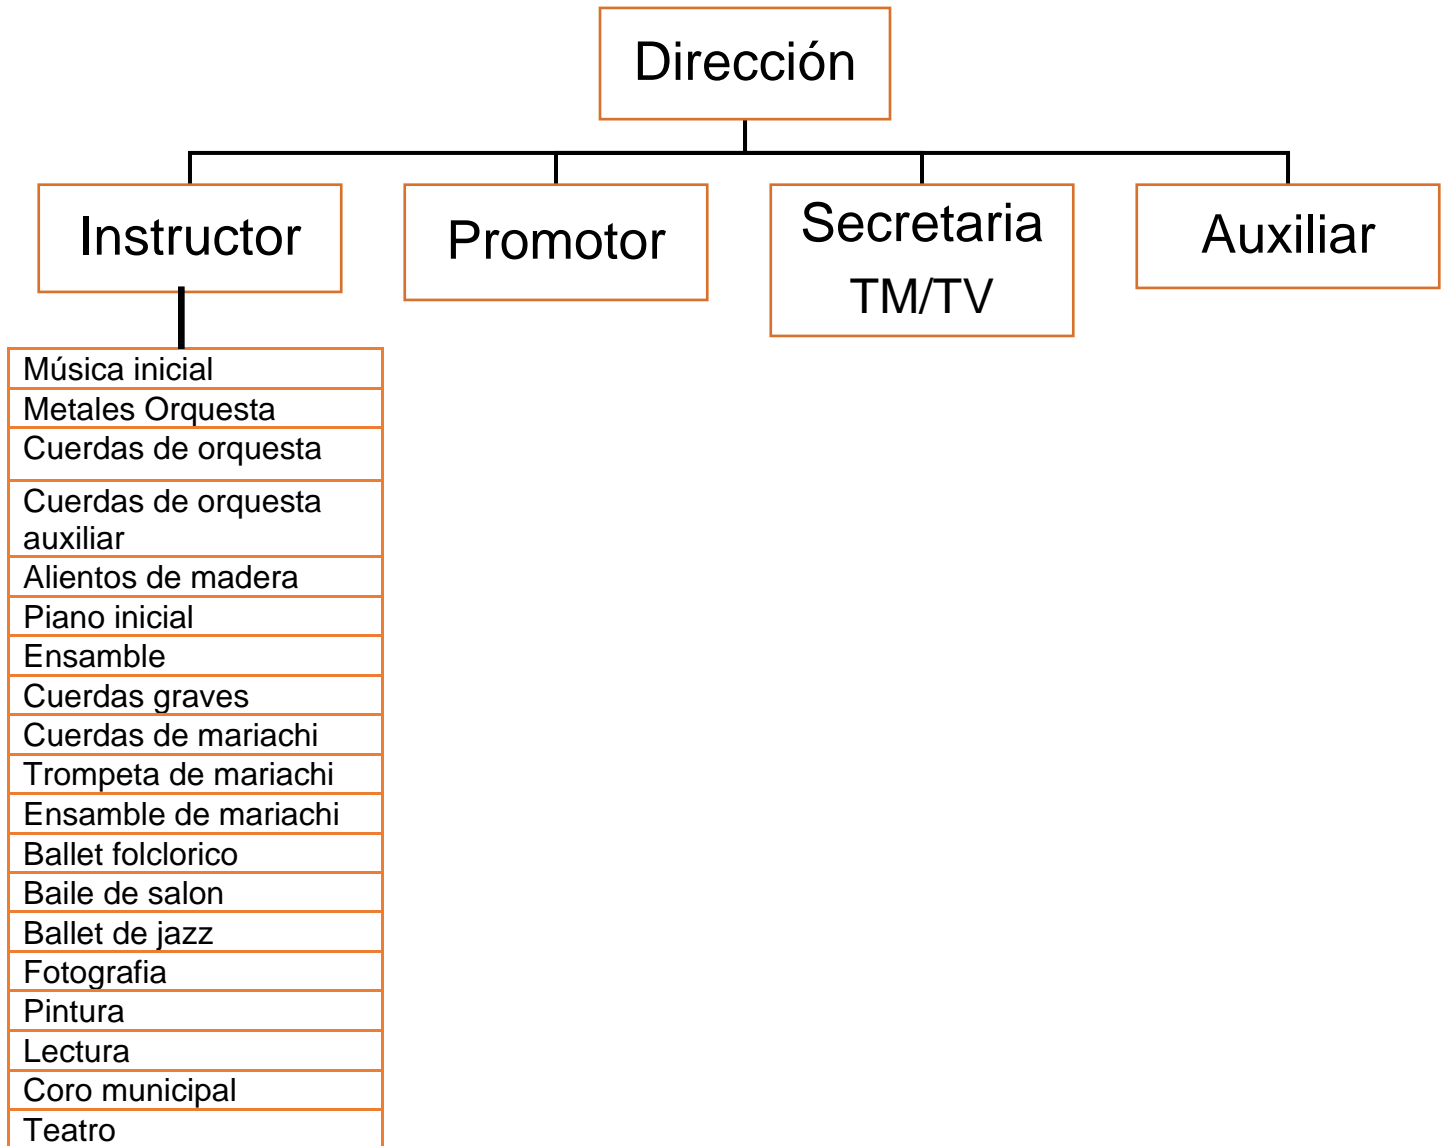 Dirección
Instructor
Promotor
Secretaria
TM/TV
Auxiliar
Música inicial
Metales Orquesta
Cuerdas de orquesta
Cuerdas de orquesta
auxiliar
Alientos de madera
Piano inicial
Ensamble
Cuerdas graves
Cuerdas de mariachi
Trompeta de mariachi
Ensamble de mariachi
Ballet folclorico
Baile de salon
Ballet de jazz
Fotografia
Pintura
Lectura
Coro municipal
Teatro